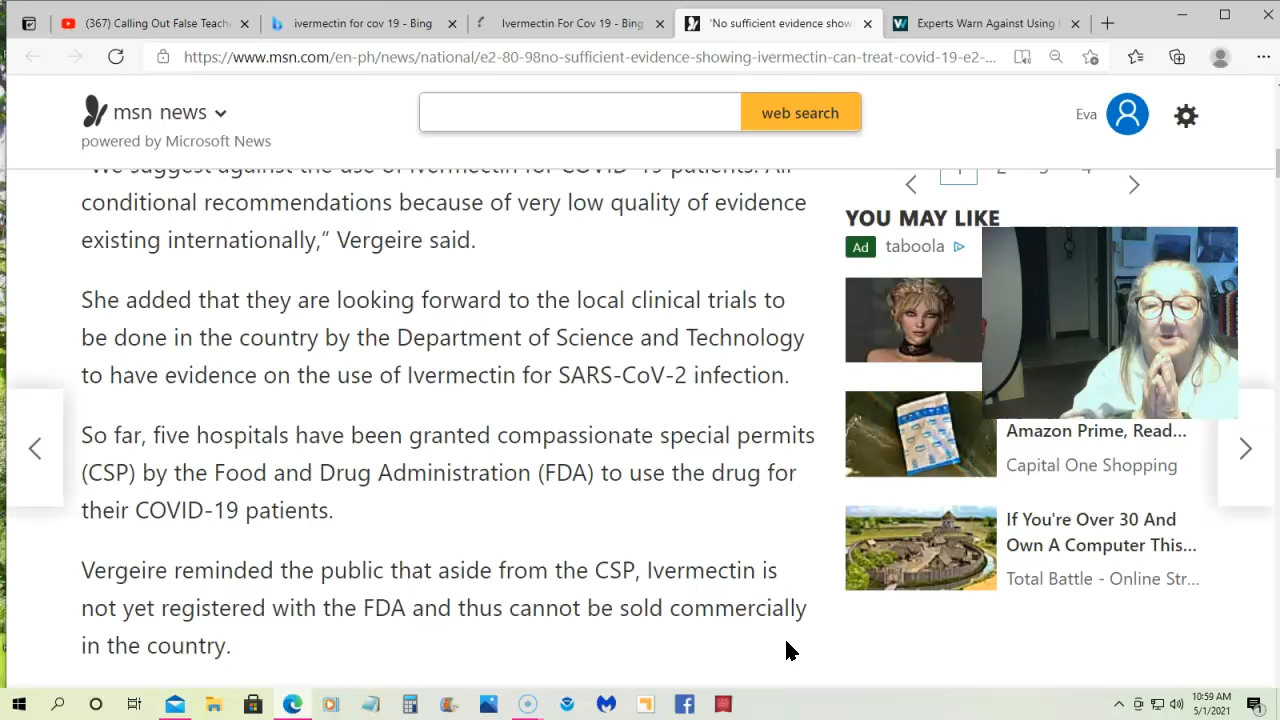 (367) Calling Out False Teach
ivermectin for cov 19 - Bing
Ivermectin For Cov 19 - Bing
"No sufficient evidence show
Experts Warn Against Using
https://www.msn.com/en-ph/news/national/e2-80-98no-sufficient-evidence-showing-ivermectin-can-treat-covid-19-e2-...
msn news
powered by Microsoft News
web search
Eva
"We suggest against the use of Ivermectin for COVID-19 patients. All
conditional recommendations because of very low quality of evidence
existing internationally,” Vergeire said.
She added that they are looking forward to the local clinical trials to
be done in the country by the Department of Science and Technology
to have evidence on the use of Ivermectin for SARS-CoV-2 infection.
So far, five hospitals have been granted compassionate special permits
(CSP) by the Food and Drug Administration (FDA) to use the drug for
their COVID-19 patients.
Vergeire reminded the public that aside from the CSP, Ivermectin is
not yet registered with the FDA and thus cannot be sold commercially
in the country.
1 2 3 4
YOU MAY LIKE
Ad taboola
Amazon Prime, Read...
Capital One Shopping
If You're Over 30 And
Own A Computer This...
Total Battle - Online Str...
10:59 AM
5/1/2021
1